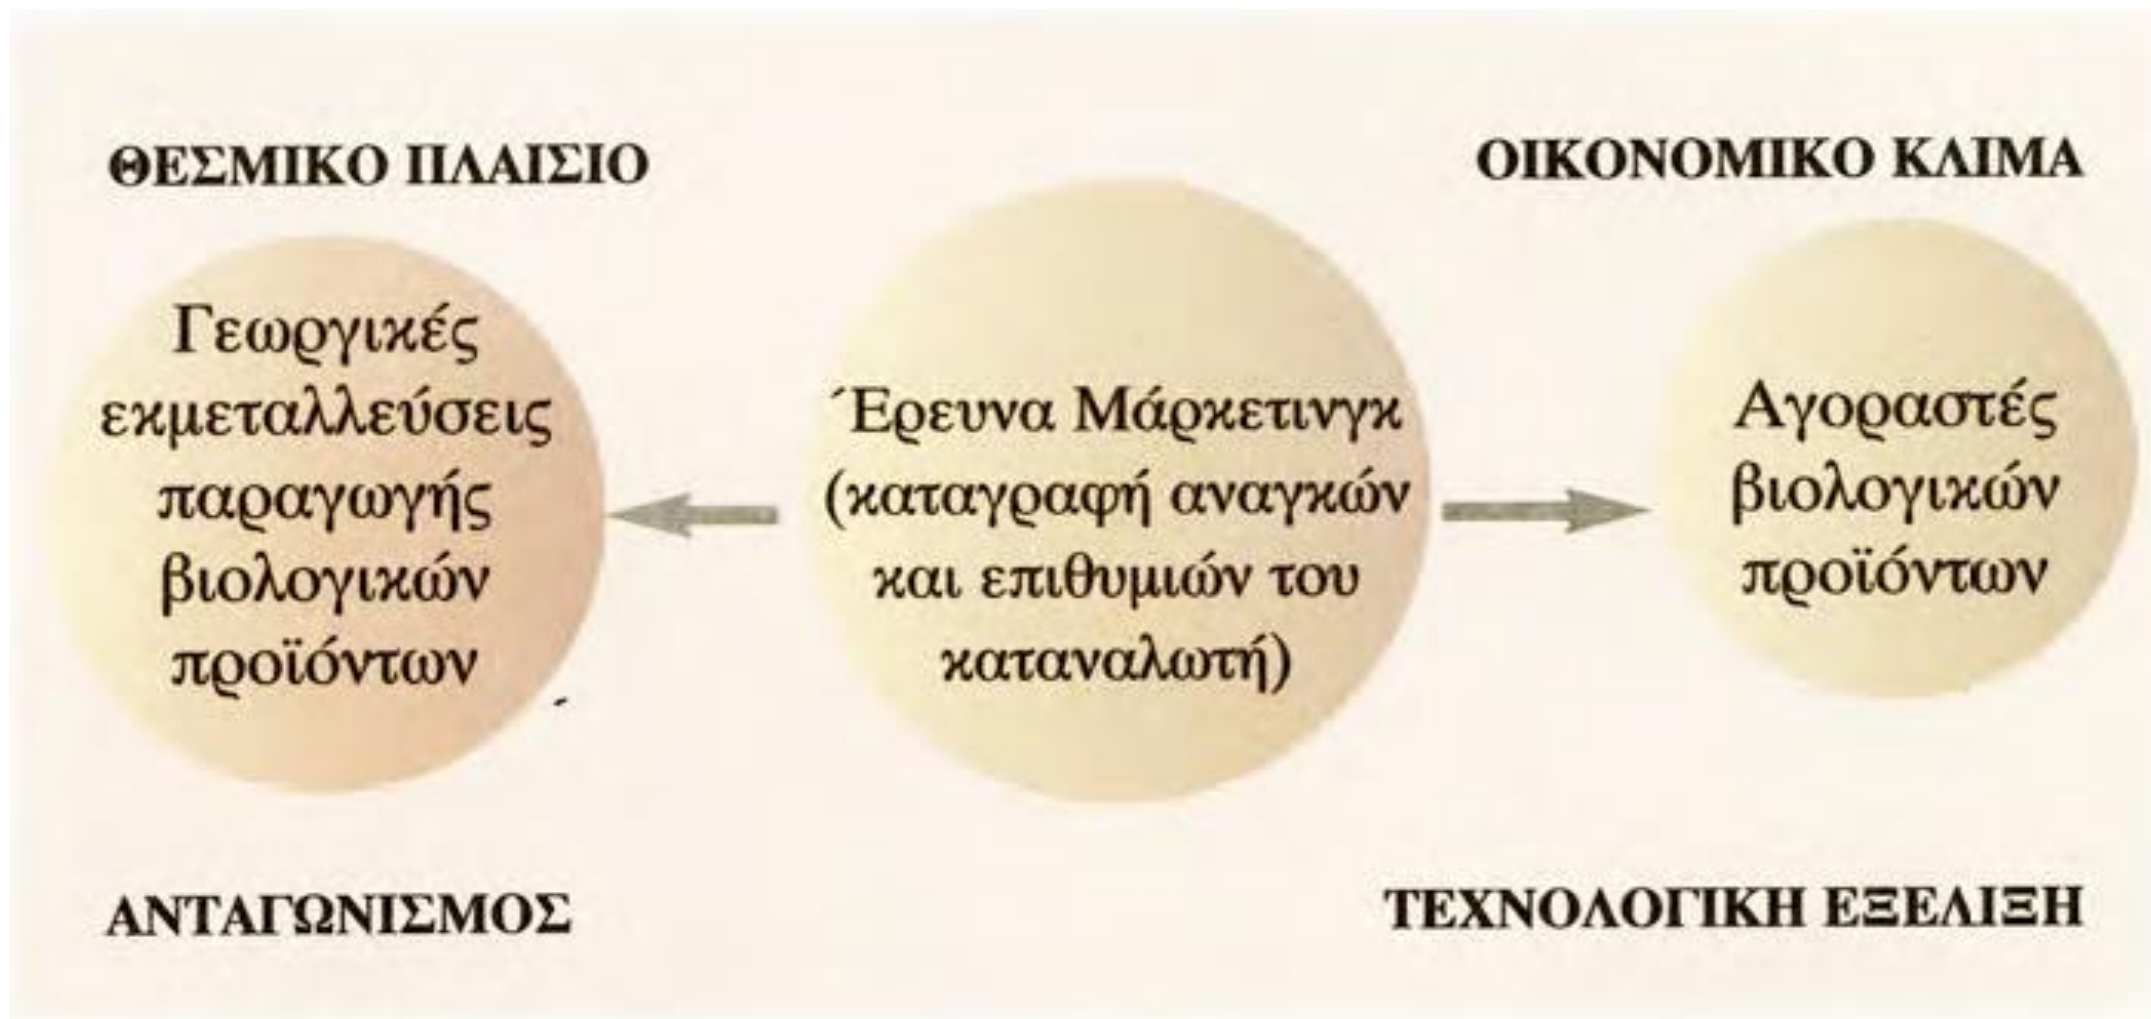 ΘΕΣΜΙΚΟ ΠΛΑΙΣΙΟ
ΟΙΚΟΝΟΜΙΚΟ ΚΛΙΜΑ
Γεωργικές
εκμεταλλεύσεις
παραγωγής
βιολογικών
προϊόντων
Έρευνα Μάρκετινγκ
(καταγραφή αναγκών
και επιθυμιών του
καταναλωτή)
Αγοραστές
βιολογικών
προϊόντων
ΑΝΤΑΓΩΝΙΣΜΟΣ
ΤΕΧΝΟΛΟΓΙΚΗ ΕΞΕΛΙΞΗ